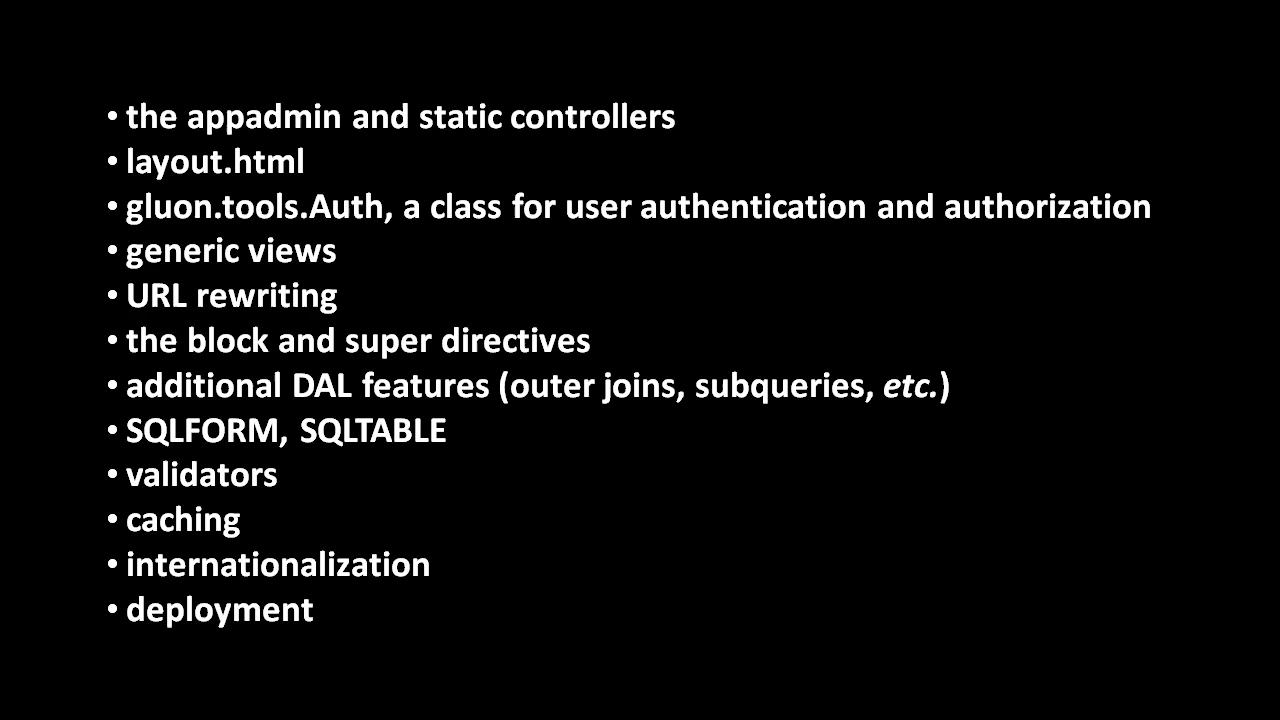 • the appadmin and static controllers
• layout.html
• gluon.tools.Auth, a class for user authentication and authorization
• generic views
• URL rewriting
• the block and super directives
• additional DAL features (outer joins, subqueries, etc.)
• SQLFORM, SQLTABLE
• validators
• caching
• internationalization
• deployment